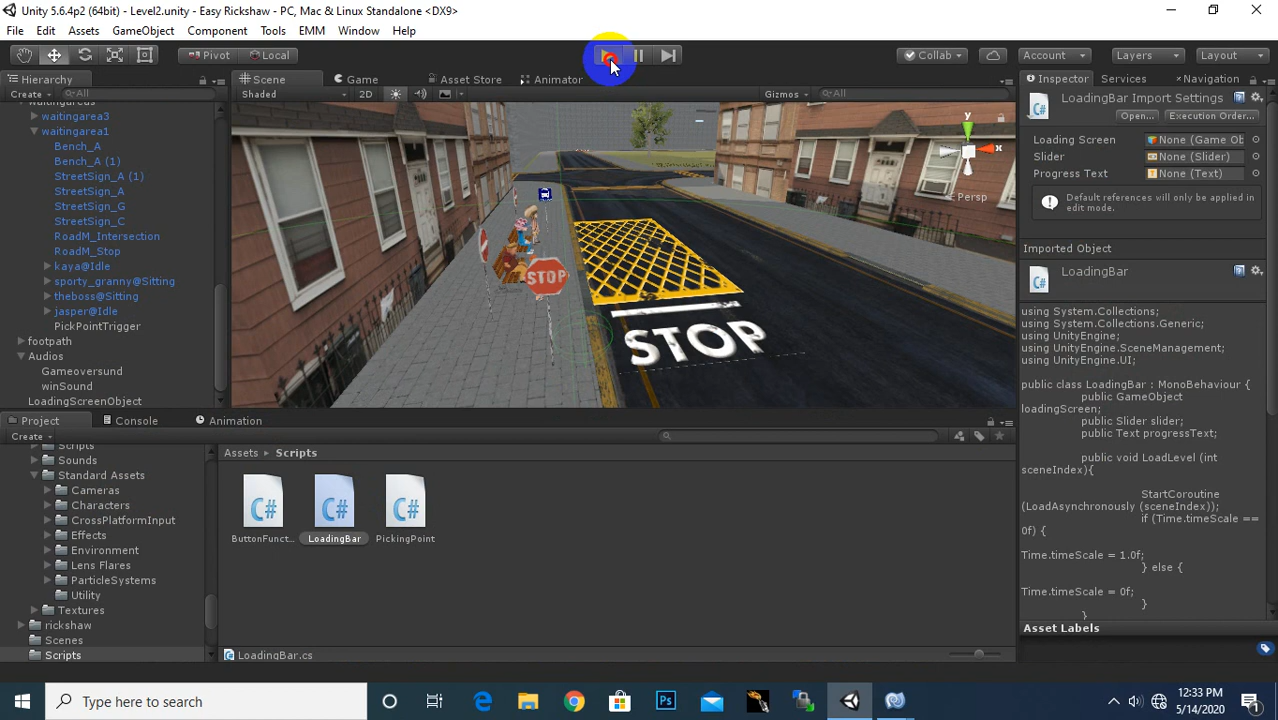 Unity 5.6.4p2 (64bit) - Level2.unity - Easy Rickshaw - PC, Mac & Linux Standalone <DX9>
File Edit Assets GameObject Component Tools EMM Window Help
Pivot Local Collab Account Layers Layout
Hierarchy Scene Game Asset Store Animator Inspector Services Navigation
Create All Shaded 2D Gizmos All
LoadingBar Import Settings
Open... Execution Order...
waitingarea3
waitingarea1
Bench_A
Bench_A (1)
StreetSign_A (1)
StreetSign_A
StreetSign_G
StreetSign_C
RoadM_Intersection
RoadM_Stop
kaya@Idle
sporty_granny@Sitting
theboss@Sitting
jasper@Idle
PickPointTrigger
footpath
Audios
Gameoversund
winSound
LoadingScreenObject
y
x
Persp
STOP
STOP
Loading Screen None (Game Ob
Slider None (Slider)
Progress Text None (Text)
Default references will only be applied in
edit mode.
Imported Object
LoadingBar
using System.Collections;
using System.Collections.Generic;
using UnityEngine;
using UnityEngine.SceneManagement;
using UnityEngine.UI;
public class LoadingBar : MonoBehaviour {
public GameObject
loadingScreen;
public Slider slider;
public Text progressText;
public void LoadLevel (int
sceneIndex){
StartCoroutine
(LoadAsynchronously (sceneIndex));
if (Time.timeScale ==
0f) {
Time.timeScale = 1.0f;
} else {
Time.timeScale = 0f;
}
}
Asset Labels
Project Console Animation
Create
Scripts
Sounds
Standard Assets
Cameras
Characters
CrossPlatformInput
Effects
Environment
Lens Flares
ParticleSystems
Utility
Textures
rickshaw
Scenes
Scripts
Assets Scripts
C# C# C#
ButtonFunct... LoadingBar PickingPoint
LoadingBar.cs
Type here to search
Ps
12:33 PM
5/14/2020
1